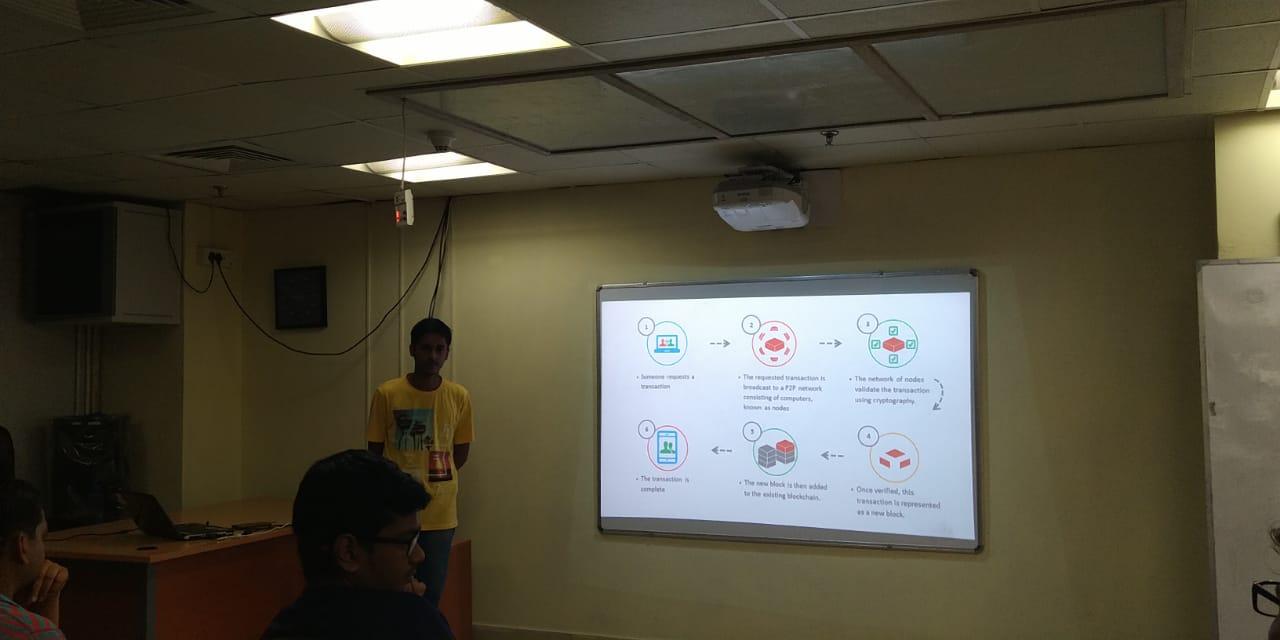 1
• Someone requests a
transaction
2
• The requested transaction is
broadcast to a P2P network
consisting of computers,
known as nodes
3
• The network of nodes
validate the transaction
using cryptography.
4
• Once verified, this
transaction is represented
as a new block.
5
• The new block is then added
to the existing blockchain.
6
• The transaction is
complete